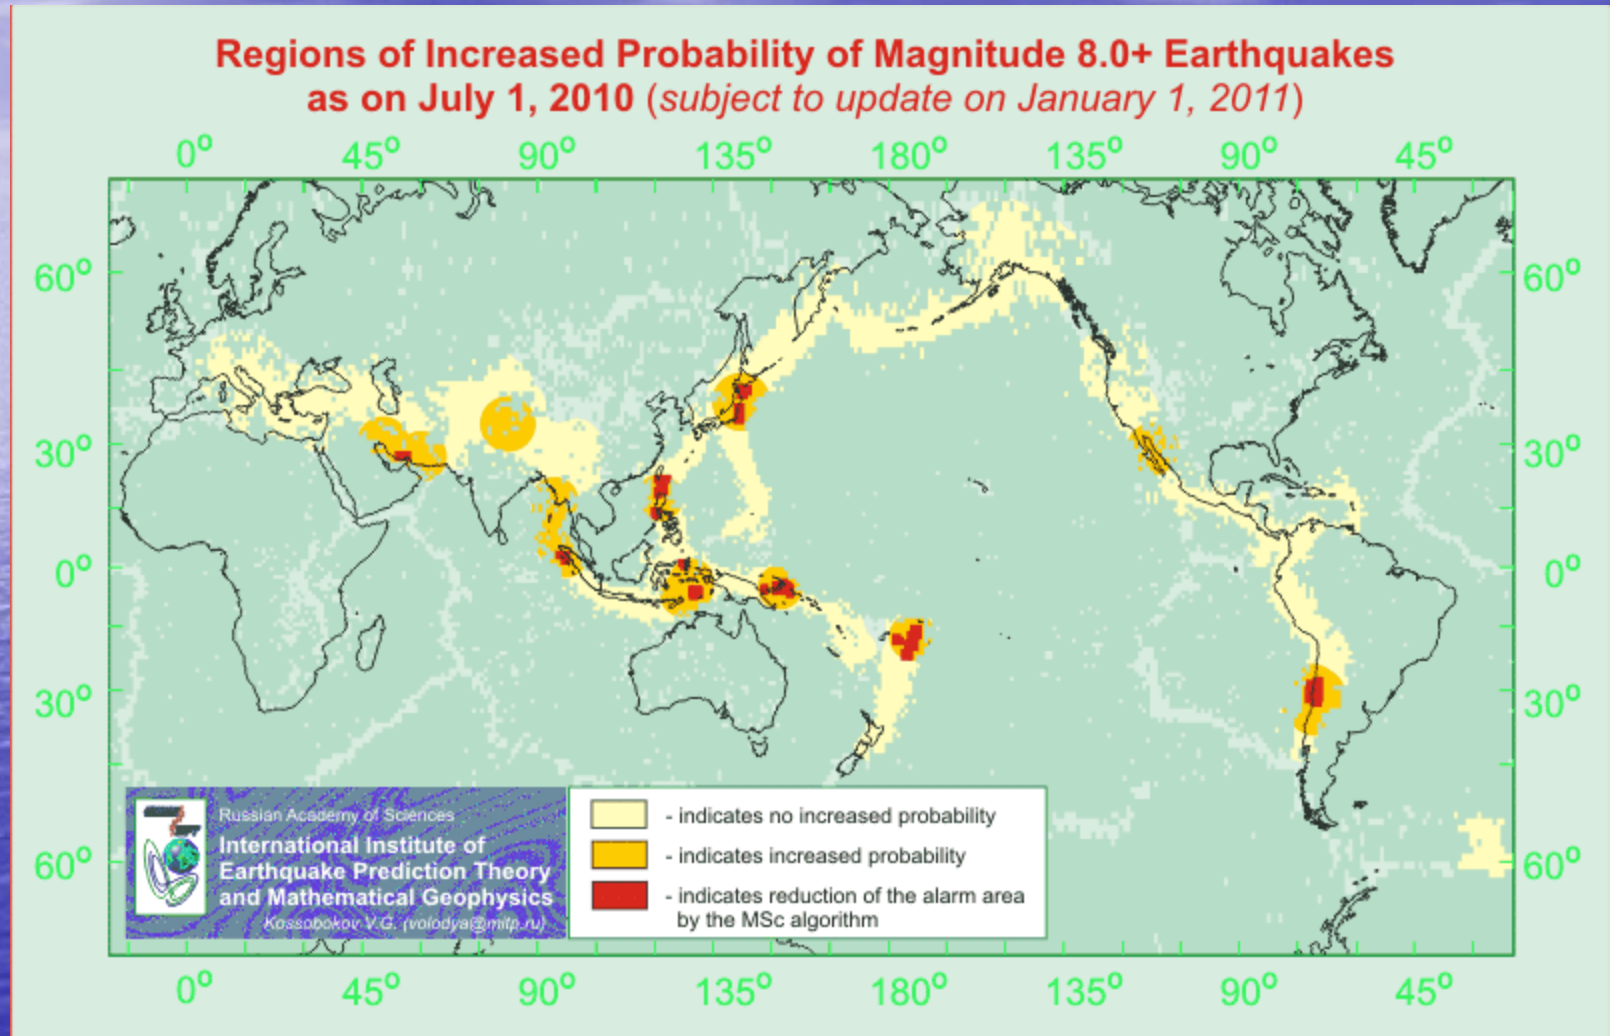 Regions of Increased Probability of Magnitude 8.0+ Earthquakes
as on July 1, 2010 (subject to update on January 1, 2011)
0° 45° 90° 135° 180° 135° 90° 45°
60° 60°
30° 30°
0° 0°
30° 30°
60° 60°
Russian Academy of Sciences
International Institute of
Earthquake Prediction Theory
and Mathematical Geophysics
Kossobokov V.G. (volodya@mitp.ru)
- indicates no increased probability
- indicates increased probability
- indicates reduction of the alarm area
by the MSc algorithm
0° 45° 90° 135° 180° 135° 90° 45°